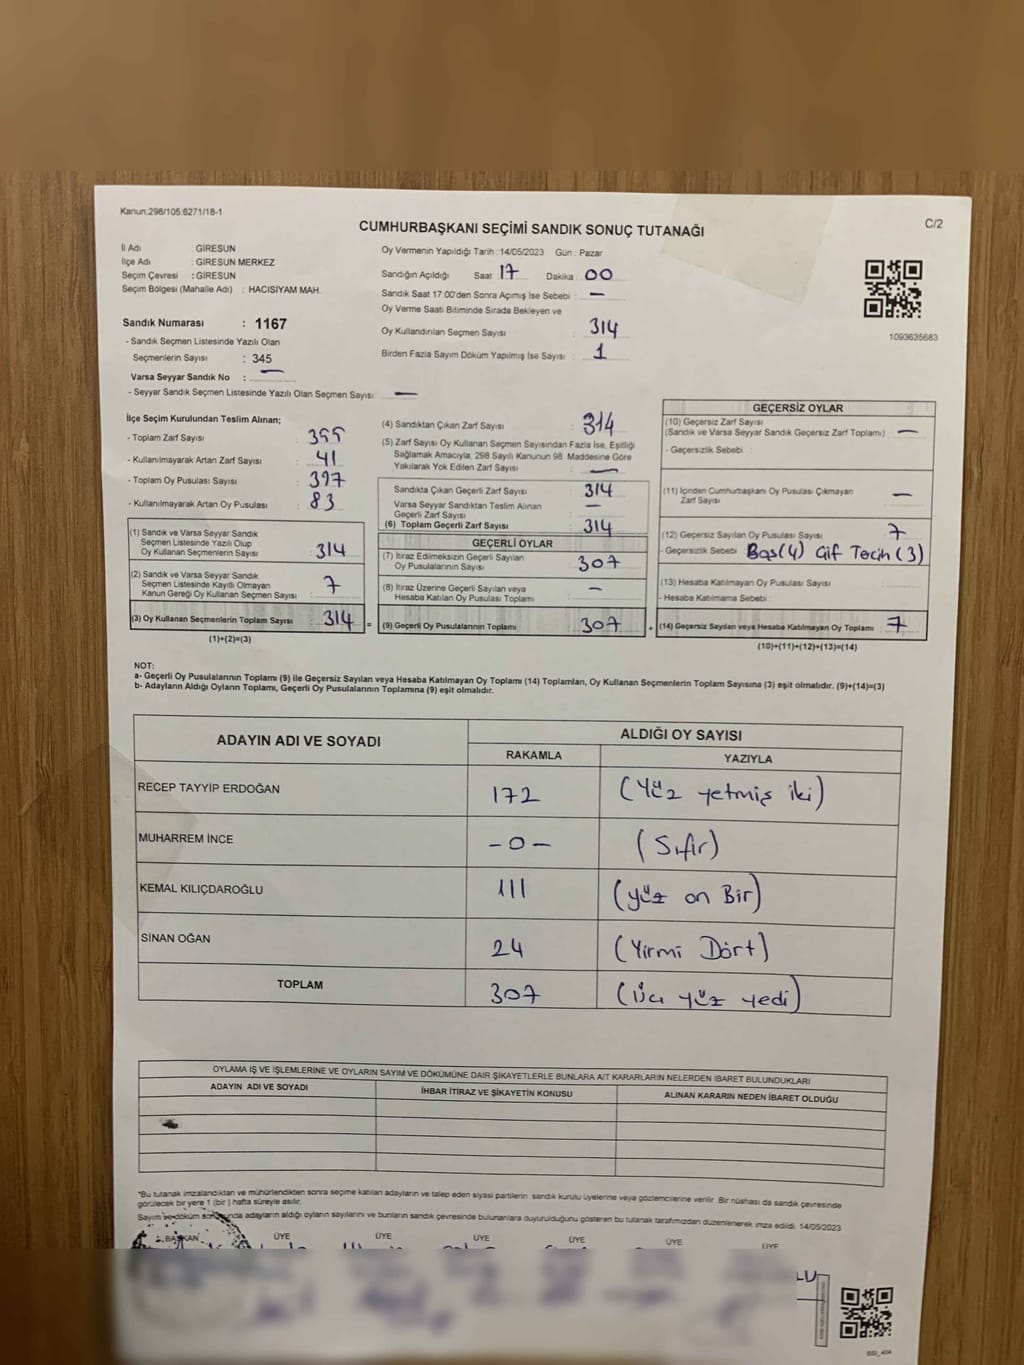 Kanun;298/105.6271/18-1
CUMHURBAŞKANI SEÇİMİ SANDIK SONUÇ TUTANAĞI
C/2
İl Adı : GİRESUN
İlçe Adı : GİRESUN MERKEZ
Seçim Çevresi : GİRESUN
Seçim Bölgesi (Mahalle Adı) : HACISİYAM MAH.
Oy Vermenin Yapıldığı Tarih : 14/05/2023 Gün : Pazar
Sandığın Açıldığı Saat 17 Dakika 00
Sandık Saat 17:00'den Sonra Açımış İse Sebebi : —
Oy Verme Saati Bitiminde Sırada Bekleyen ve
Oy Kullandırılan Seçmen Sayısı : 314
Birden Fazla Sayım Döküm Yapılmış İse Sayısı : 1
1093635683
Sandık Numarası : 1167
- Sandık Seçmen Listesinde Yazılı Olan
Seçmenlerin Sayısı : 345
Varsa Seyyar Sandık No : —
- Seyyar Sandık Seçmen Listesinde Yazılı Olan Seçmen Sayısı: —
İlçe Seçim Kurulundan Teslim Alınan;
- Toplam Zarf Sayısı : 355
- Kullanılmayarak Artan Zarf Sayısı : 41
- Toplam Oy Pusulası Sayısı : 397
- Kullanılmayarak Artan Oy Pusulası : 83
(1) Sandık ve Varsa Seyyar Sandık
Seçmen Listesinde Yazılı Olup
Oy Kullanan Seçmenlerin Sayısı : 314
(2) Sandık ve Varsa Seyyar Sandık
Seçmen Listesinde Kayıtlı Olmayan
Kanun Gereği Oy Kullanan Seçmen Sayısı : 7
(3) Oy Kullanan Seçmenlerin Toplam Sayısı : 314 =
(1)+(2)=(3)
(4) Sandıktan Çıkan Zarf Sayısı : 314
(5) Zarf Sayısı Oy Kullanan Seçmen Sayısından Fazla İse, Eşitliği
Sağlamak Amacıyla; 298 Sayılı Kanunun 98. Maddesine Göre
Yakılarak Yok Edilen Zarf Sayısı : —
Sandıkta Çıkan Geçerli Zarf Sayısı : 314
Varsa Seyyar Sandıktan Teslim Alınan
Geçerli Zarf Sayısı : —
(6) Toplam Geçerli Zarf Sayısı : 314
GEÇERLİ OYLAR
(7) İtiraz Edilmeksizin Geçerli Sayılan
Oy Pusulalarının Sayısı : 307
(8) İtiraz Üzerine Geçerli Sayılan veya
Hesaba Katılan Oy Pusulası Toplamı : —
(9) Geçerli Oy Pusulalarının Toplamı : 307 +
GEÇERSİZ OYLAR
(10) Geçersiz Zarf Sayısı
(Sandık ve Varsa Seyyar Sandık Geçersiz Zarf Toplamı) : —
- Geçersizlik Sebebi :
(11) İçinden Cumhurbaşkanı Oy Pusulası Çıkmayan
Zarf Sayısı : —
(12) Geçersiz Sayılan Oy Pusulası Sayısı : 7
- Geçersizlik Sebebi Boş(4) Çif Tercih(3)
(13) Hesaba Katılmayan Oy Pusulası Sayısı :
- Hesaba Katılmama Sebebi :
(14) Geçersiz Sayılan veya Hesaba Katılmayan Oy Toplamı : 7
(10)+(11)+(12)+(13)=(14)
NOT:
a- Geçerli Oy Pusulalarının Toplamı (9) ile Geçersiz Sayılan veya Hesaba Katılmayan Oy Toplamı (14) Toplamları, Oy Kullanan Seçmenlerin Toplam Sayısına (3) eşit olmalıdır. (9)+(14)=(3)
b- Adayların Aldığı Oyların Toplamı, Geçerli Oy Pusulalarının Toplamına (9) eşit olmalıdır.
ADAYIN ADI VE SOYADI ALDIĞI OY SAYISI
RAKAMLA YAZIYLA
RECEP TAYYİP ERDOĞAN 172 (Yüz yetmiş iki)
MUHARREM İNCE -0- (Sıfır)
KEMAL KILIÇDAROĞLU 111 (yüz on Bir)
SİNAN OĞAN 24 (Yirmi Dört)
TOPLAM 307 (Üç yüz yedi)
OYLAMA İŞ VE İŞLEMLERİNE VE OYLARIN SAYIM VE DÖKÜMÜNE DAİR ŞİKAYETLERLE BUNLARA AİT KARARLARIN NELERDEN İBARET BULUNDUKLARI
ADAYIN ADI VE SOYADI İHBAR İTİRAZ VE ŞİKAYETİN KONUSU ALINAN KARARIN NEDEN İBARET OLDUĞU
*Bu tutanak imzalandıktan ve mühürlendikten sonra seçime katılan adayların ve talep eden siyasi partilerin sandık kurulu üyelerine veya gözlemcilerine verilir. Bir nüshası da sandık çevresinde
görülecek bir yere 1 (bir ) hafta süreyle asılır.
Sayım ve döküm adayların aldığı oyların sayılarını ve bunların sandık çevresinde bulunanlara duyurulduğunu gösteren bu tutanak tarafımızdan düzenlenerek imza edildi. 14/05/2023
BAŞKAN ÜYE ÜYE ÜYE ÜYE ÜYE ÜYE